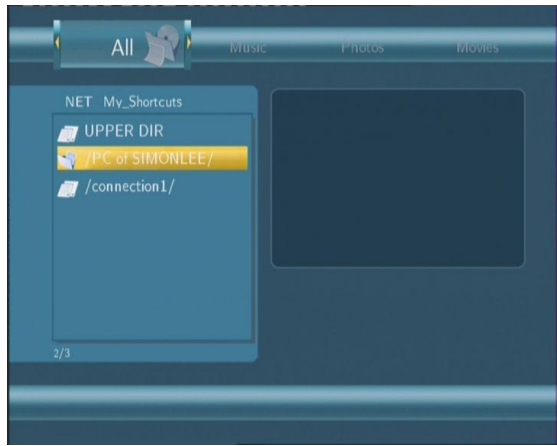 All Music Photos Movies
NET My_Shortcuts
UPPER DIR
/PC of SIMONLEE/
/connection1/
2/3